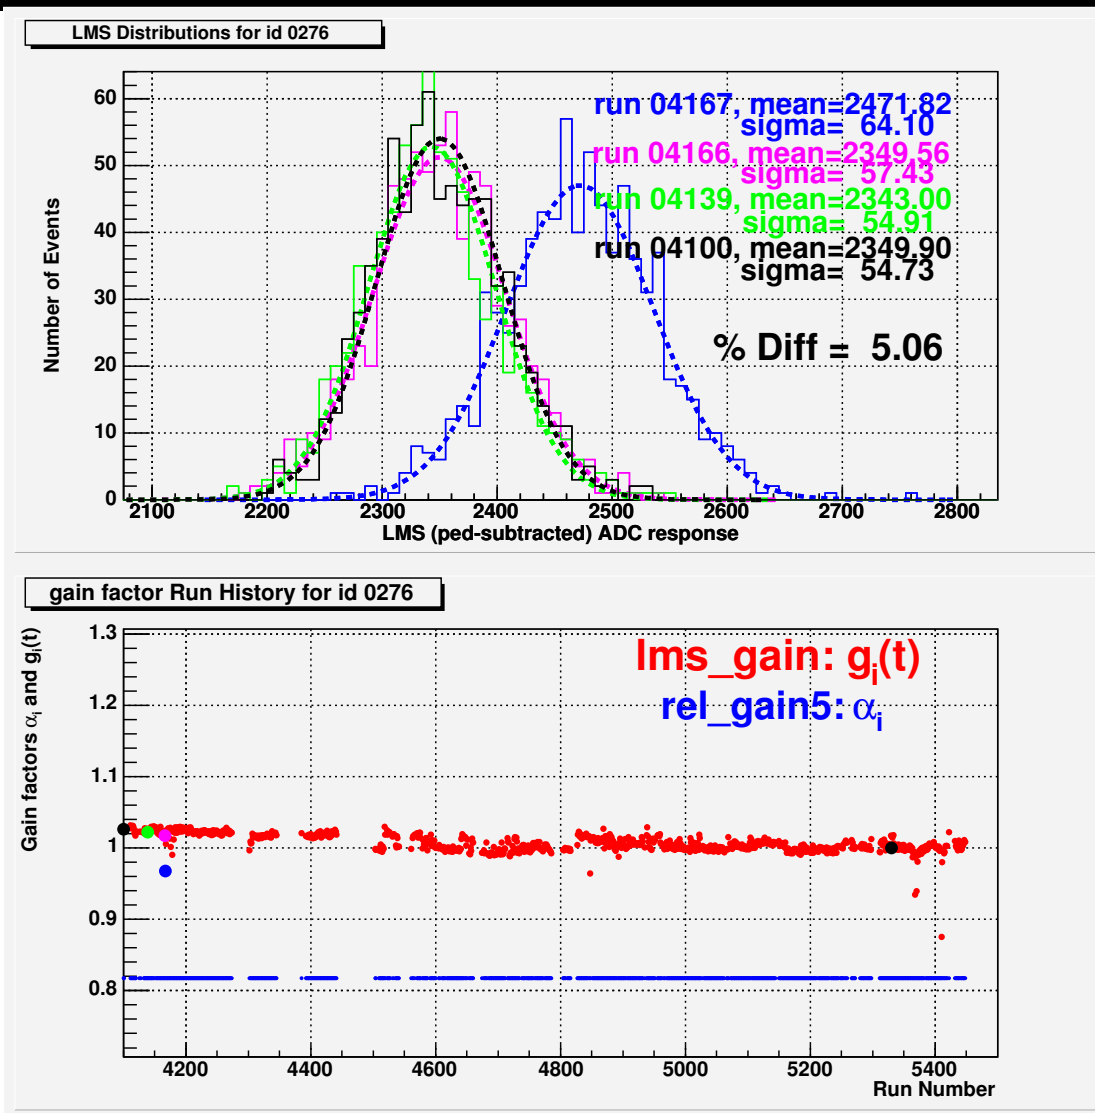 LMS Distributions for id 0276
run 04167, mean=2471.82
sigma= 64.10
run 04166, mean=2349.56
sigma= 57.43
run 04139, mean=2343.00
sigma= 54.91
run 04100, mean=2349.90
sigma= 54.73
% Diff = 5.06
Number of Events
60
50
40
30
20
10
0
2100 2200 2300 2400 2500 2600 2700 2800
LMS (ped-subtracted) ADC response
gain factor Run History for id 0276
lms_gain: gᵢ(t)
rel_gain5: αᵢ
Gain factors αᵢ and gᵢ(t)
1.3
1.2
1.1
1
0.9
0.8
4200 4400 4600 4800 5000 5200 5400
Run Number